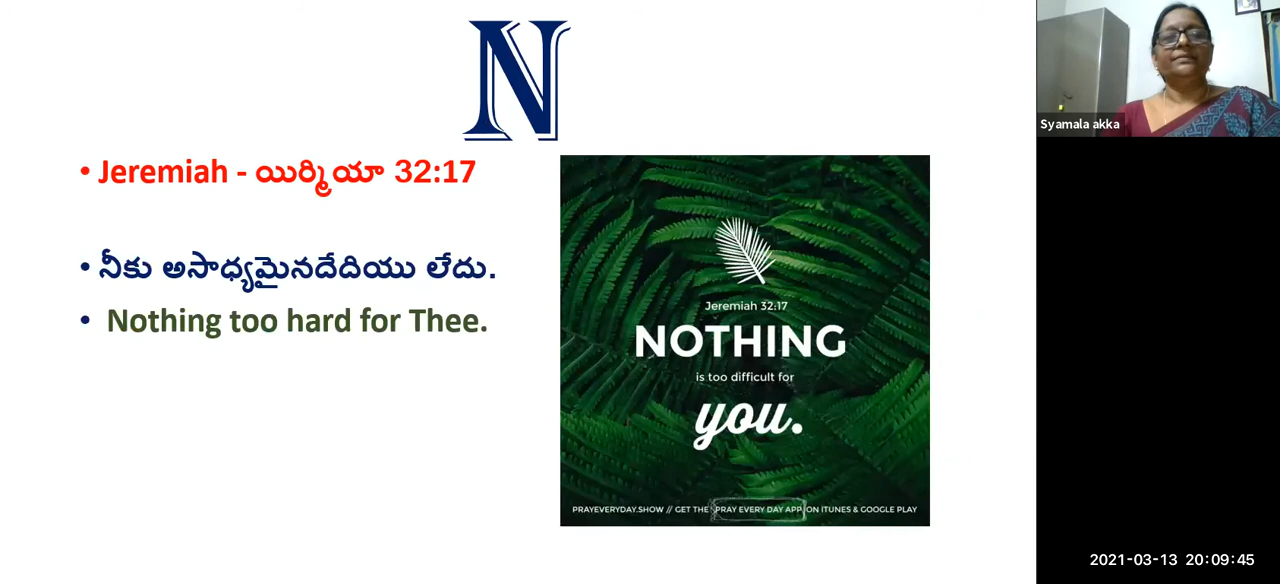 N
• Jeremiah - యిర్మియా 32:17
• నీకు అసాధ్యమైనదేదియు లేదు.
• Nothing too hard for Thee.
Jeremiah 32:17
NOTHING
is too difficult for
you.
PRAYEVERYDAY.SHOW // GET THE PRAY EVERY DAY APP ON ITUNES & GOOGLE PLAY
Syamala akka
2021-03-13 20:09:45